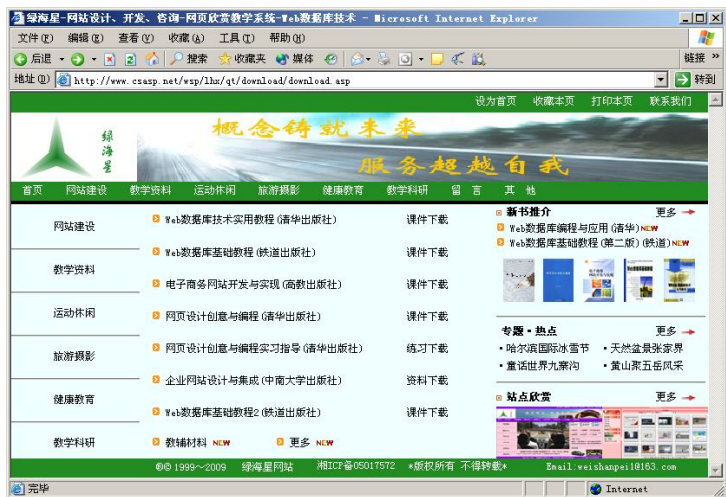 绿海星-网站设计、开发、咨询-网页欣赏教学系统-Web数据库技术 - Microsoft Internet Explorer
文件(F) 编辑(E) 查看(V) 收藏(A) 工具(T) 帮助(H)
后退 搜索 收藏夹 媒体 链接 »
地址(D) http://www.csasp.net/wsp/lhx/qt/download/download.asp 转到
设为首页 收藏本页 打印本页 联系我们
绿海星
概念铸就未来
服务超越自我
首页 网站建设 教学资料 运动休闲 旅游摄影 健康教育 教学科研 留言 其他
网站建设
教学资料
运动休闲
旅游摄影
健康教育
教学科研
Web数据库技术实用教程(清华出版社) 课件下载
Web数据库基础教程(铁道出版社) 课件下载
电子商务网站开发与实现(高教出版社) 课件下载
网页设计创意与编程(清华出版社) 课件下载
网页设计创意与编程实习指导(清华出版社) 练习下载
企业网站设计与集成(中南大学出版社) 资料下载
Web数据库基础教程2(铁道出版社) 课件下载
教辅材料 NEW 更多 NEW
新书推介 更多
Web数据库编程与应用(清华)NEW
Web数据库基础教程(第二版)(铁道)NEW
专题·热点 更多
·哈尔滨国际冰雪节 ·天然盆景张家界
·童话世界九寨沟 ·黄山聚五岳风采
站点欣赏 更多
©© 1999～2009 绿海星网站 湘ICP备05017572 *版权所有 不得转载* Email:weishanpei1@163.com
完毕 Internet